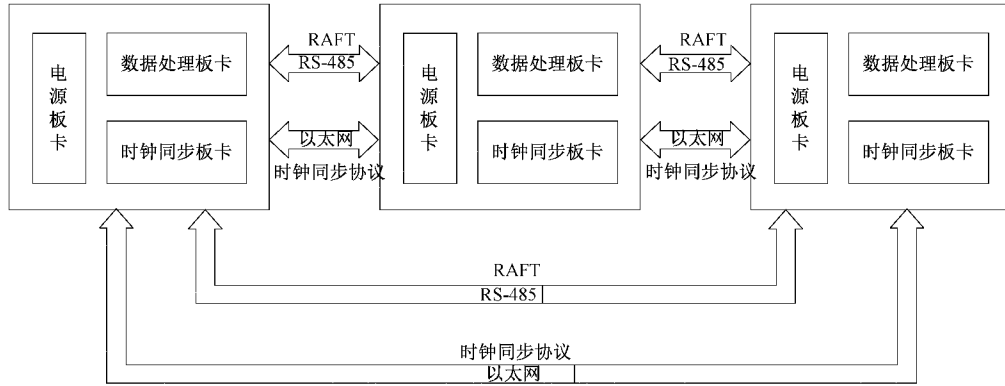 RAFT
RS-485
RAFT
RS-485
电源板卡
数据处理板卡
时钟同步板卡
以太网
时钟同步协议
电源板卡
数据处理板卡
时钟同步板卡
以太网
时钟同步协议
电源板卡
数据处理板卡
时钟同步板卡
RAFT
RS-485
时钟同步协议
以太网